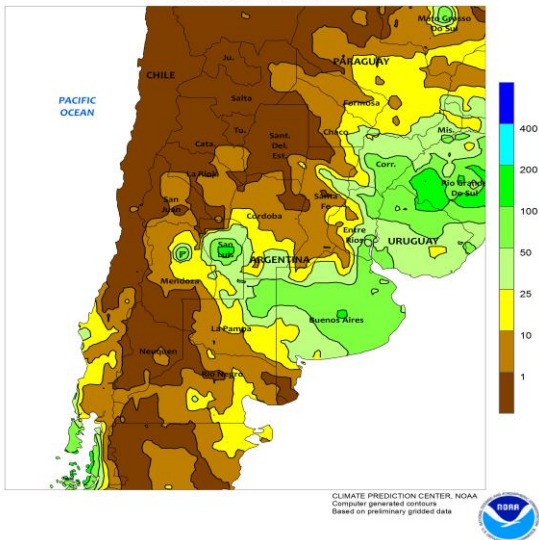 Mato Grosso
Do Sul
Ju.
PARAGUAY
CHILE
PACIFIC
OCEAN
Salta
Formosa
Tu.
Chaco
Mis.
Sant.
Del.
Est.
Cata.
Corr.
La Rioja
Rio Grande
Do Sul
San
Juan
Santa
Fe
Cordoba
Entre
Rios
URUGUAY
San
Luis
ARGENTINA
Mendoza
Buenos Aires
La Pampa
Neuquen
Rio Negro
400
200
100
50
25
10
1
CLIMATE PREDICTION CENTER, NOAA
Computer generated contours
Based on preliminary gridded data
NOAA